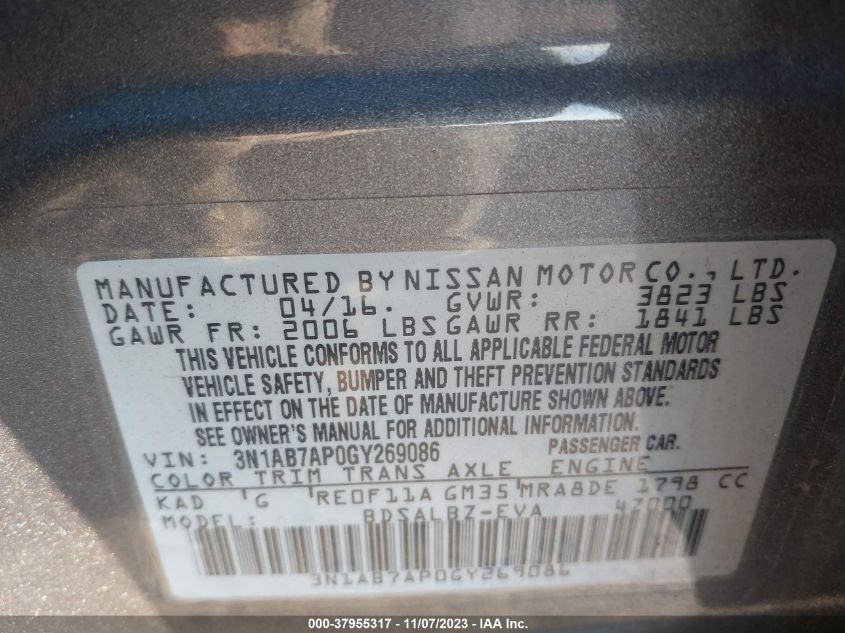 MANUFACTURED BY NISSAN MOTOR CO., LTD.
DATE: 04/16. GVWR: 3823 LBS
GAWR FR: 2006 LBS GAWR RR: 1841 LBS
THIS VEHICLE CONFORMS TO ALL APPLICABLE FEDERAL MOTOR
VEHICLE SAFETY, BUMPER AND THEFT PREVENTION STANDARDS
IN EFFECT ON THE DATE OF MANUFACTURE SHOWN ABOVE.
SEE OWNER'S MANUAL FOR ADDITIONAL INFORMATION.
VIN: 3N1AB7AP0GY269086 PASSENGER CAR.
COLOR TRIM TRANS AXLE ENGINE
KAD G RE0F11A GM35 MRA8DE 1798 CC
MODEL: BDSALBZ-EVA 4Z000
3N1AB7AP0GY269086
000-37955317 | 11/07/2023 - IAA Inc.